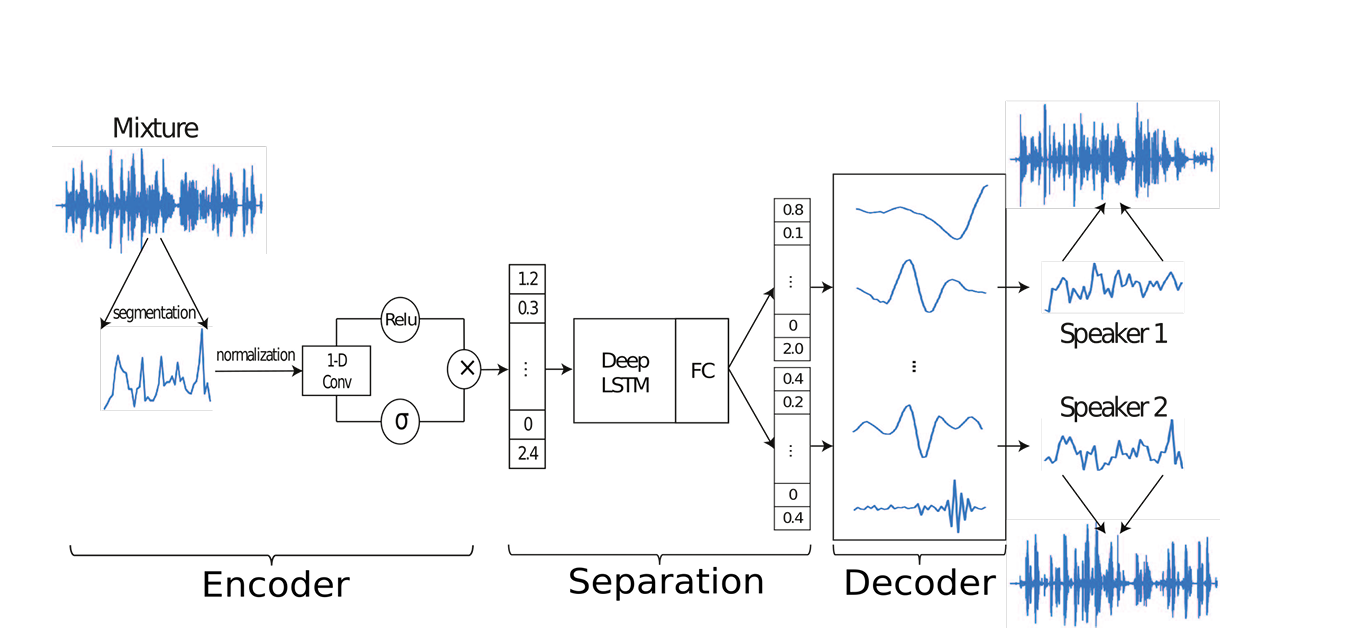 Mixture
segmentation
normalization
1-D
Conv
Relu
σ
×
1.2
0.3
⋮
0
2.4
Deep
LSTM
FC
0.8
0.1
⋮
0
2.0
0.4
0.2
⋮
0
0.4
⋮
Speaker 1
Speaker 2
Encoder
Separation
Decoder